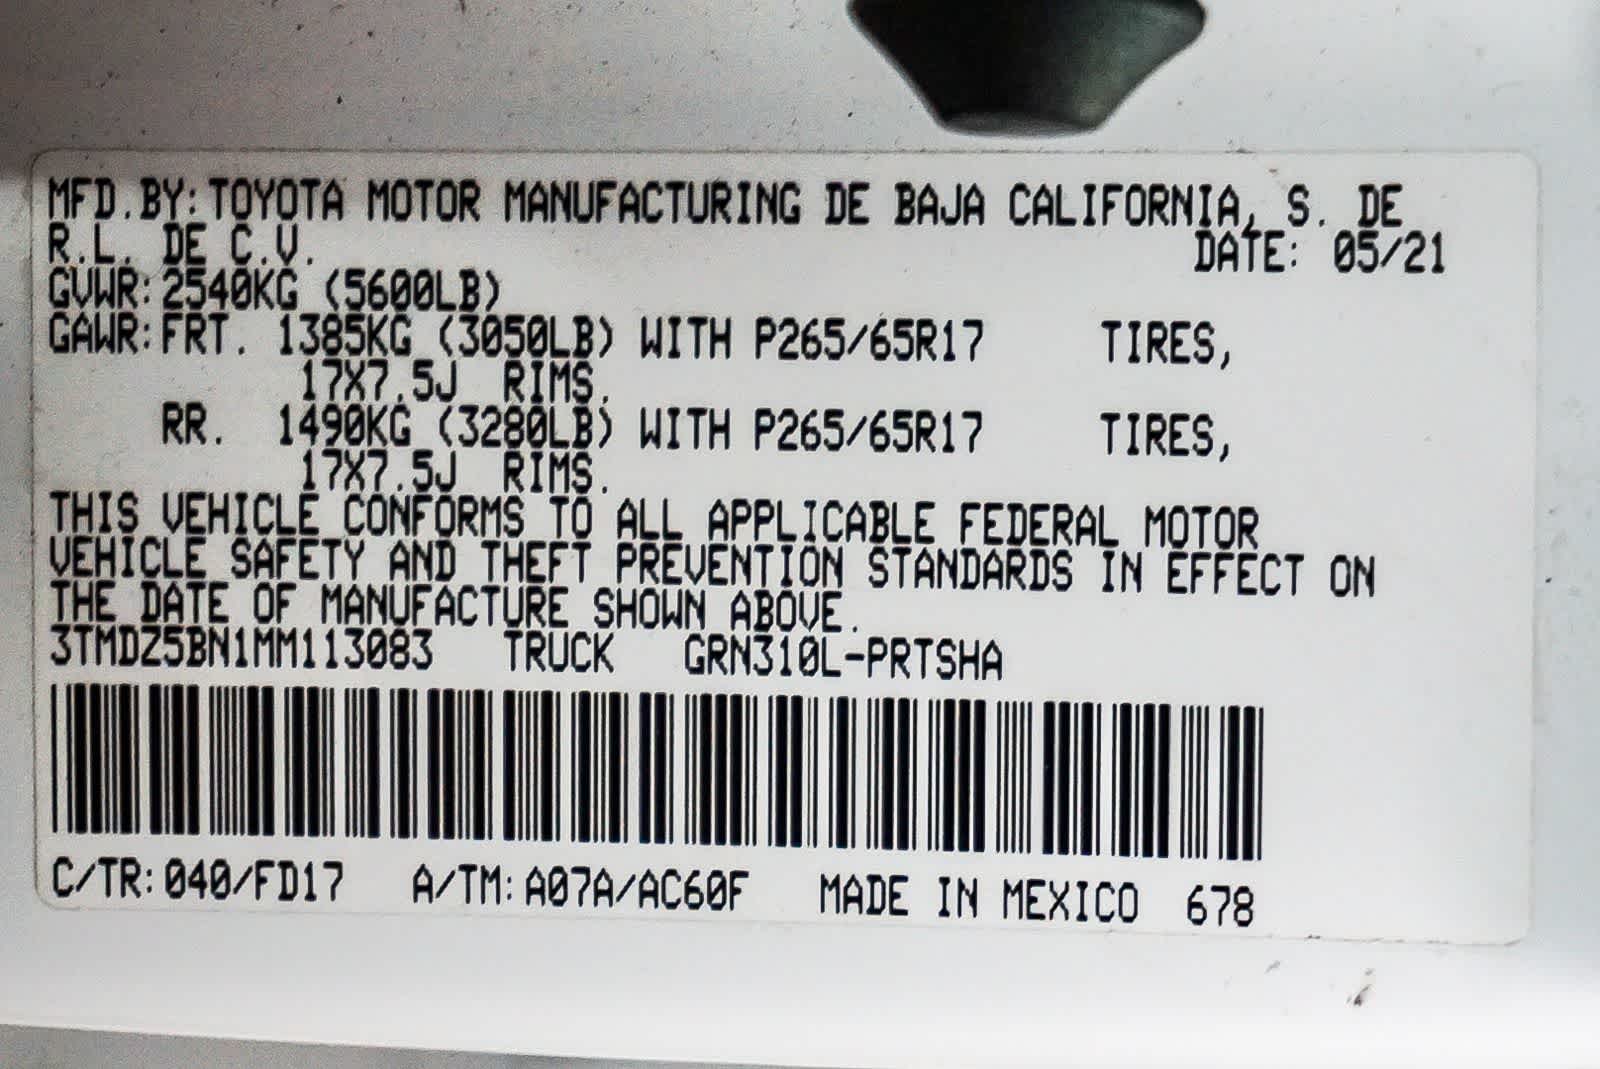 MFD.BY:TOYOTA MOTOR MANUFACTURING DE BAJA CALIFORNIA, S. DE
R.L. DE C.V. DATE: 05/21
GVWR:2540KG (5600LB)
GAWR:FRT. 1385KG (3050LB) WITH P265/65R17 TIRES,
17X7.5J RIMS.
RR. 1490KG (3280LB) WITH P265/65R17 TIRES,
17X7.5J RIMS.
THIS VEHICLE CONFORMS TO ALL APPLICABLE FEDERAL MOTOR
VEHICLE SAFETY AND THEFT PREVENTION STANDARDS IN EFFECT ON
THE DATE OF MANUFACTURE SHOWN ABOVE.
3TMDZ5BN1MM113083 TRUCK GRN310L-PRTSHA
C/TR:040/FD17 A/TM:A07A/AC60F MADE IN MEXICO 678